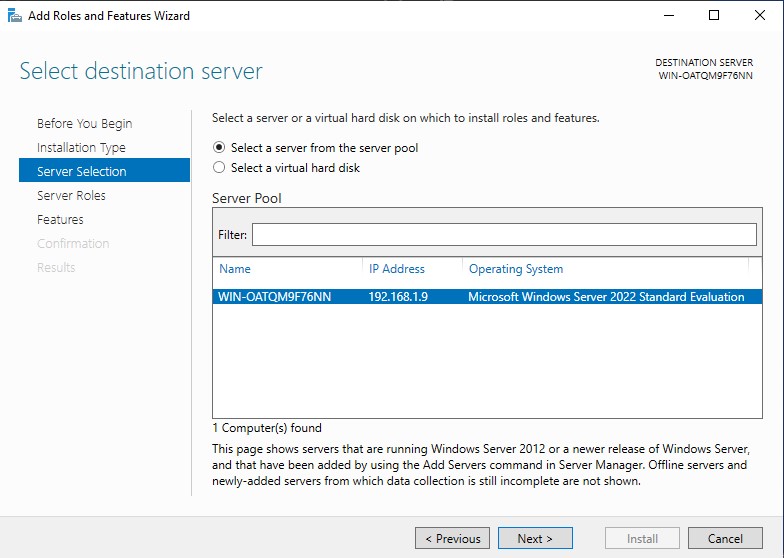 Add Roles and Features Wizard
Select destination server
DESTINATION SERVER
WIN-OATQM9F76NN
Before You Begin
Installation Type
Server Selection
Server Roles
Features
Confirmation
Results
Select a server or a virtual hard disk on which to install roles and features.
Select a server from the server pool
Select a virtual hard disk
Server Pool
Filter:
Name IP Address Operating System
WIN-OATQM9F76NN 192.168.1.9 Microsoft Windows Server 2022 Standard Evaluation
1 Computer(s) found
This page shows servers that are running Windows Server 2012 or a newer release of Windows Server,
and that have been added by using the Add Servers command in Server Manager. Offline servers and
newly-added servers from which data collection is still incomplete are not shown.
< Previous Next > Install Cancel